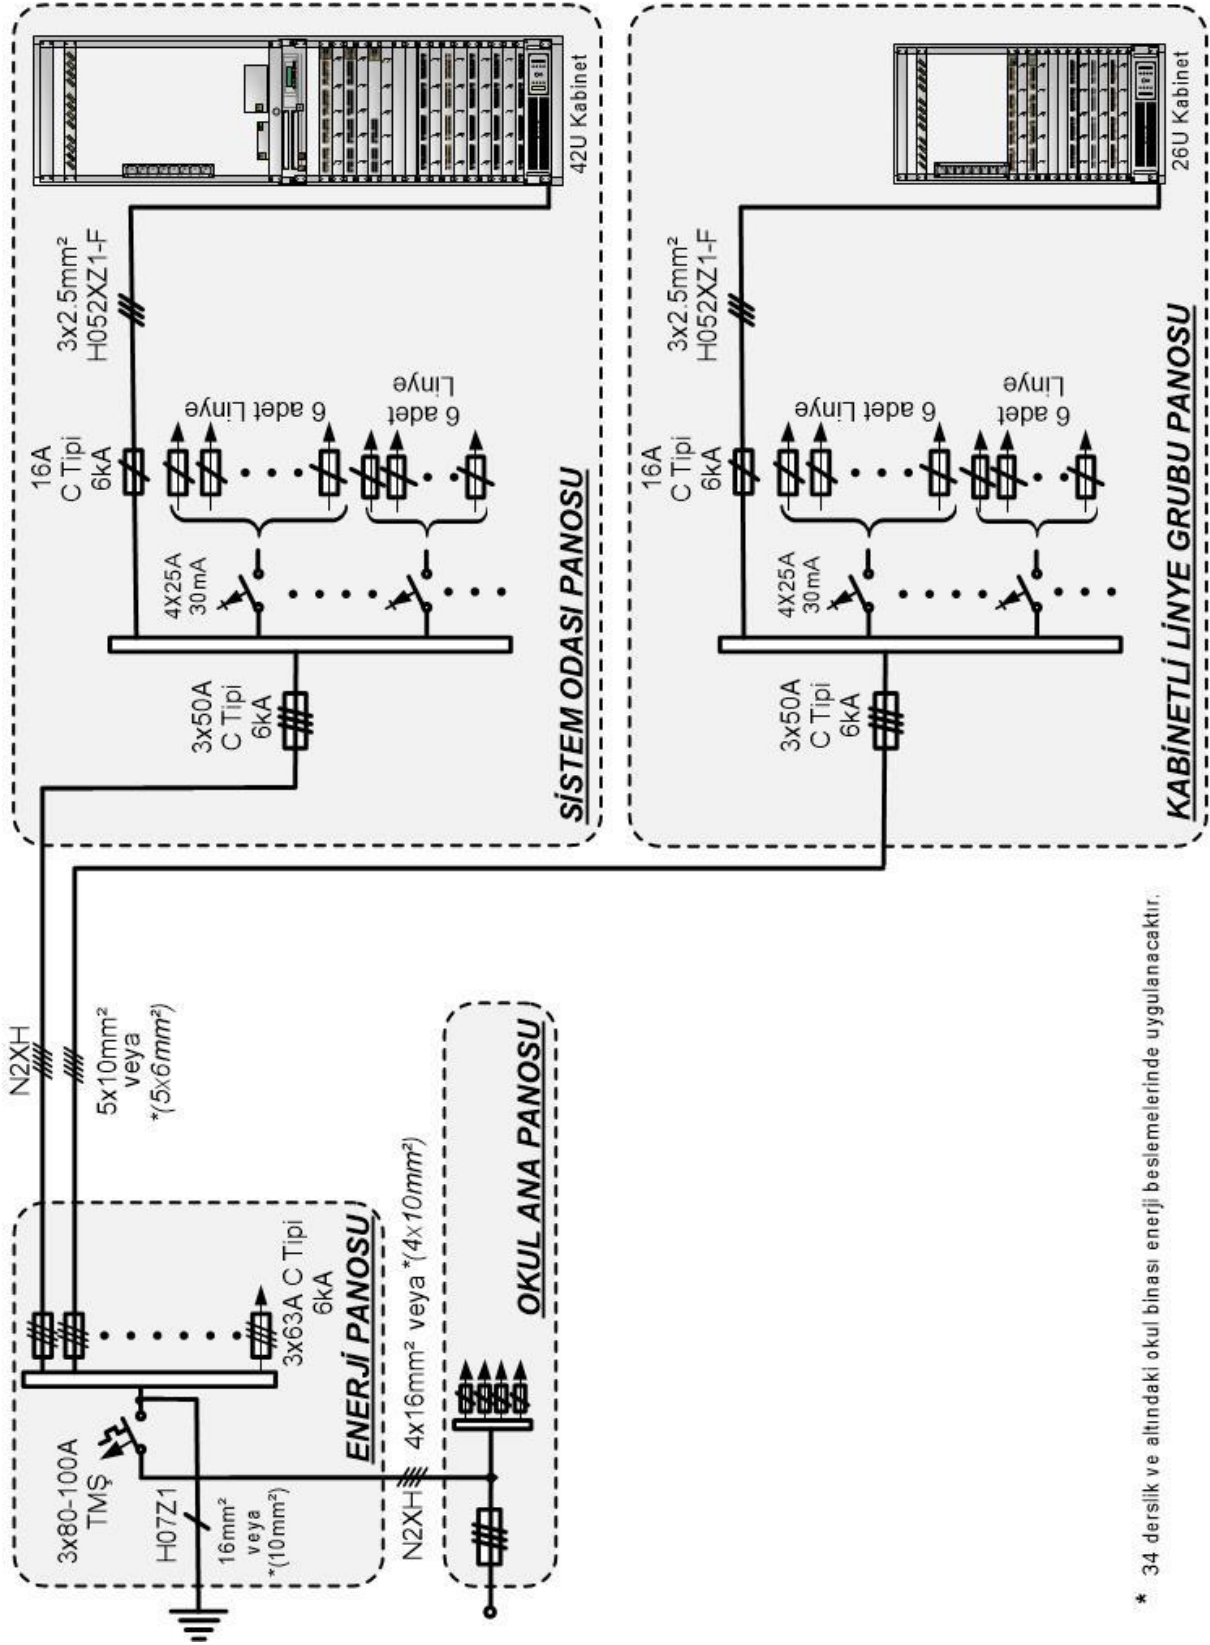 42U Kabinet
3x2.5mm²
H052XZ1-F
16A
C Tipi
6kA
6 adet Linye
6 adet
Linye
4X25A
30mA
3x50A
C Tipi
6kA
SİSTEM ODASI PANOSU
26U Kabinet
3x2.5mm²
H052XZ1-F
16A
C Tipi
6kA
6 adet Linye
6 adet
Linye
4X25A
30mA
3x50A
C Tipi
6kA
KABİNETLİ LİNYE GRUBU PANOSU
N2XH
5x10mm²
veya
*(5x6mm²)
3x63A C Tipi
6kA
3x80-100A
TMŞ
H07Z1
16mm²
veya
*(10mm²)
ENERJİ PANOSU
N2XH 4x16mm² veya *(4x10mm²)
OKUL ANA PANOSU
* 34 derslik ve altındaki okul binası enerji beslemelerinde uygulanacaktır.